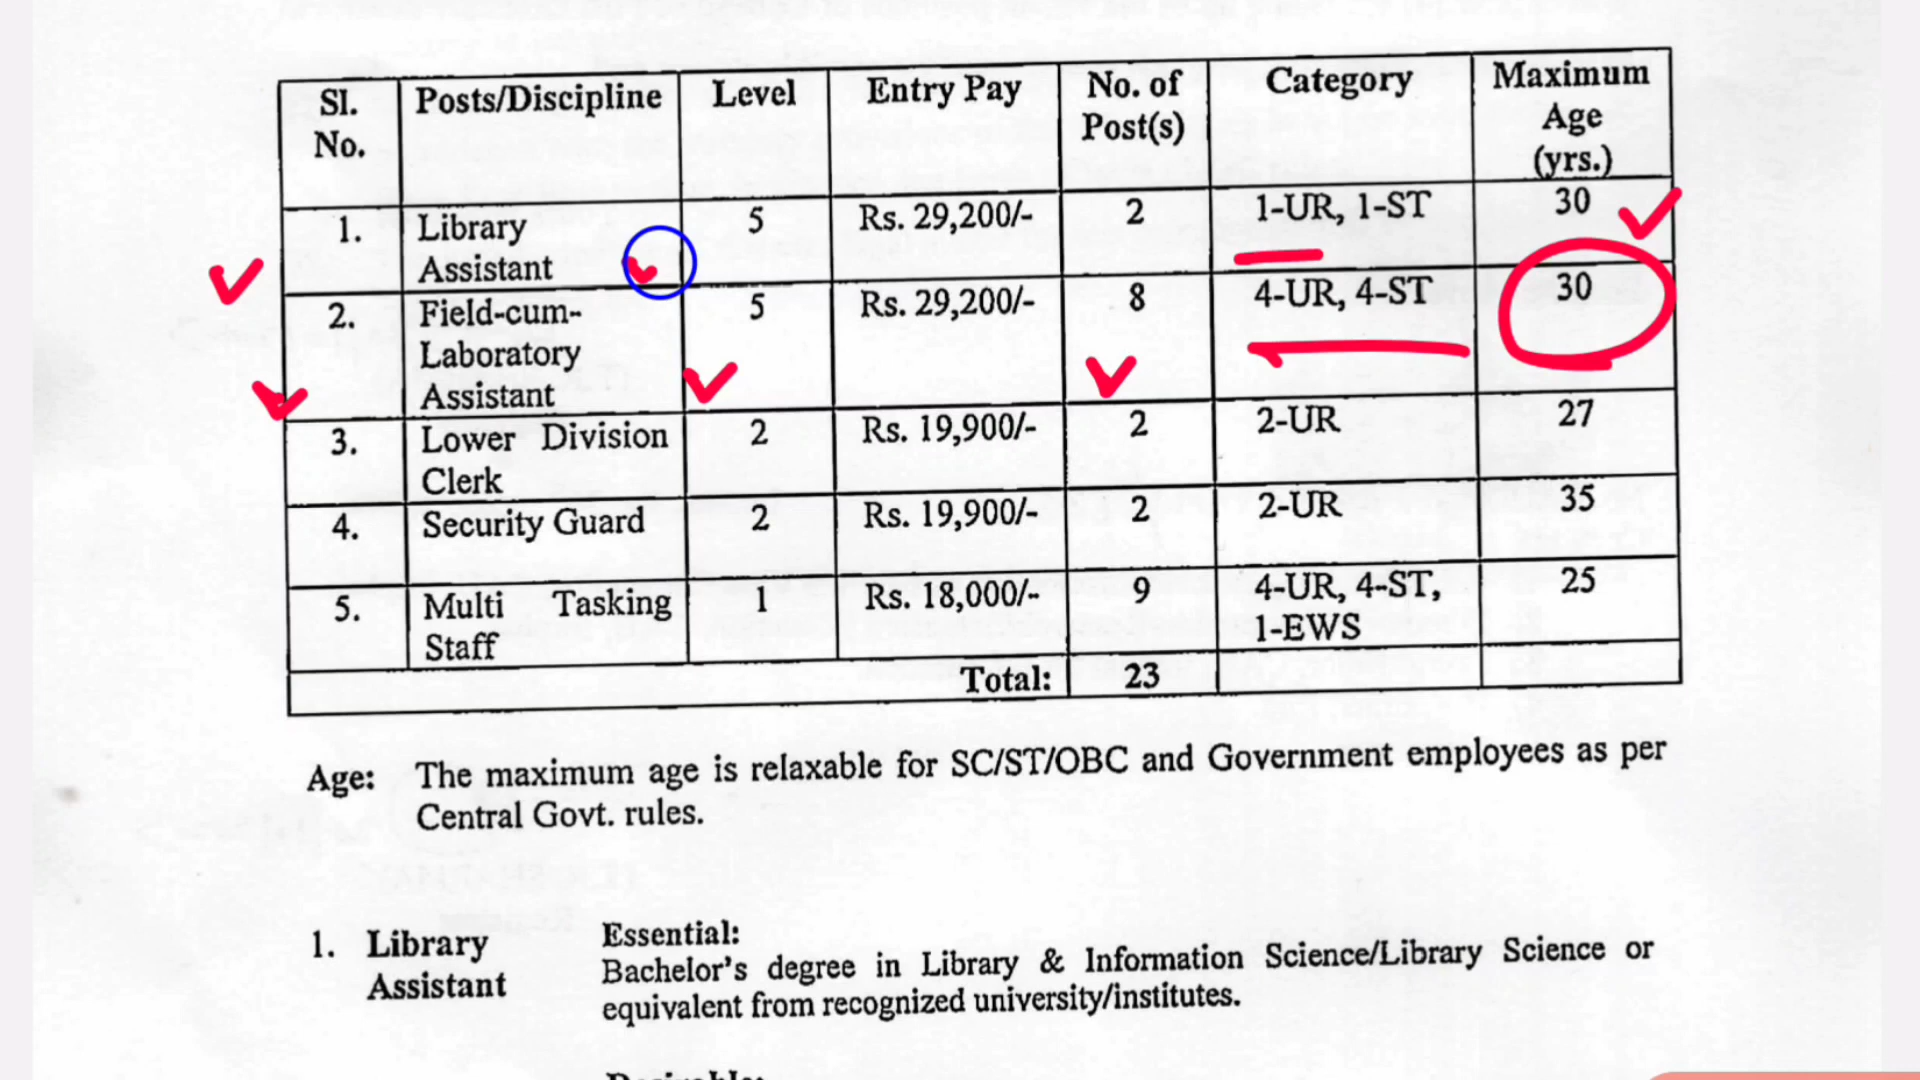 Sl. No. Posts/Discipline Level Entry Pay No. of Post(s) Category Maximum Age (yrs.)
1. Library Assistant 5 Rs. 29,200/- 2 1-UR, 1-ST 30
2. Field-cum-Laboratory Assistant 5 Rs. 29,200/- 8 4-UR, 4-ST 30
3. Lower Division Clerk 2 Rs. 19,900/- 2 2-UR 27
4. Security Guard 2 Rs. 19,900/- 2 2-UR 35
5. Multi Tasking Staff 1 Rs. 18,000/- 9 4-UR, 4-ST, 1-EWS 25
Total: 23
Age: The maximum age is relaxable for SC/ST/OBC and Government employees as per
Central Govt. rules.
1. Library Assistant
Essential:
Bachelor's degree in Library & Information Science/Library Science or
equivalent from recognized university/institutes.